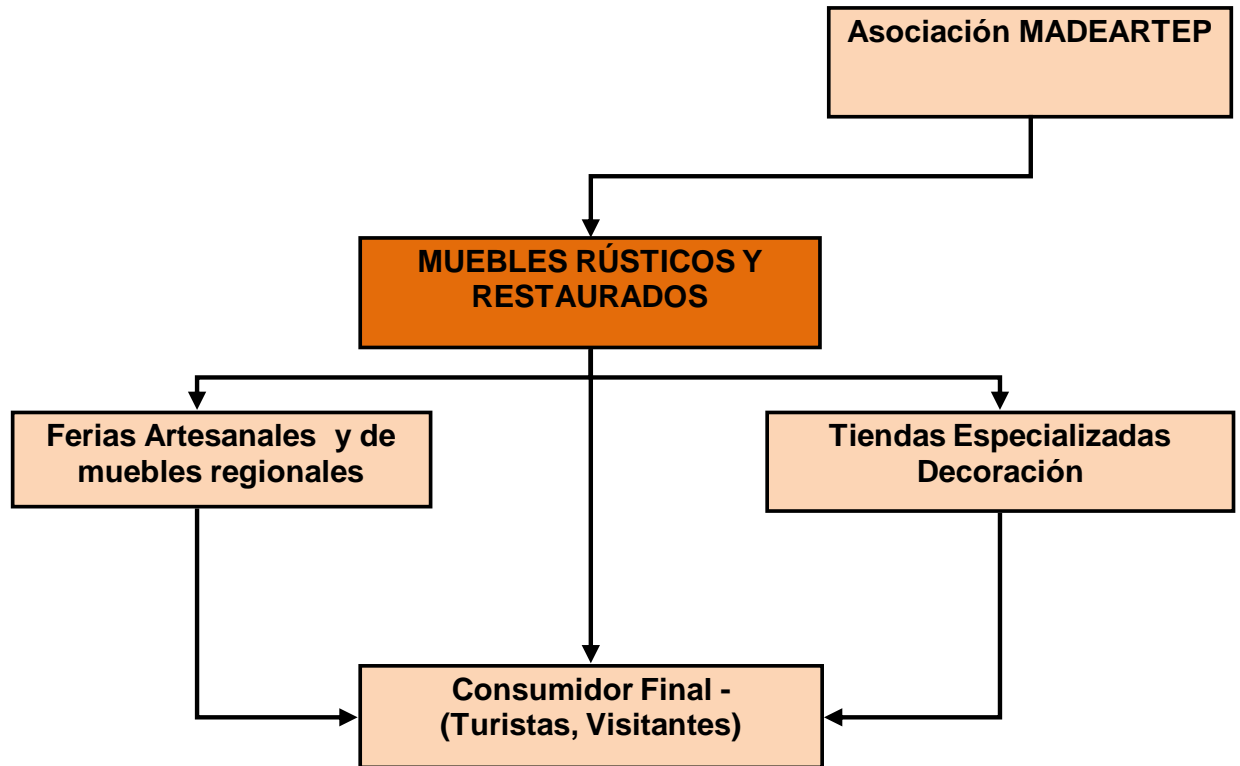 Asociación MADEARTEP
MUEBLES RÚSTICOS Y
RESTAURADOS
Ferias Artesanales  y de
muebles regionales
Tiendas Especializadas
Decoración
Consumidor Final -
(Turistas, Visitantes)